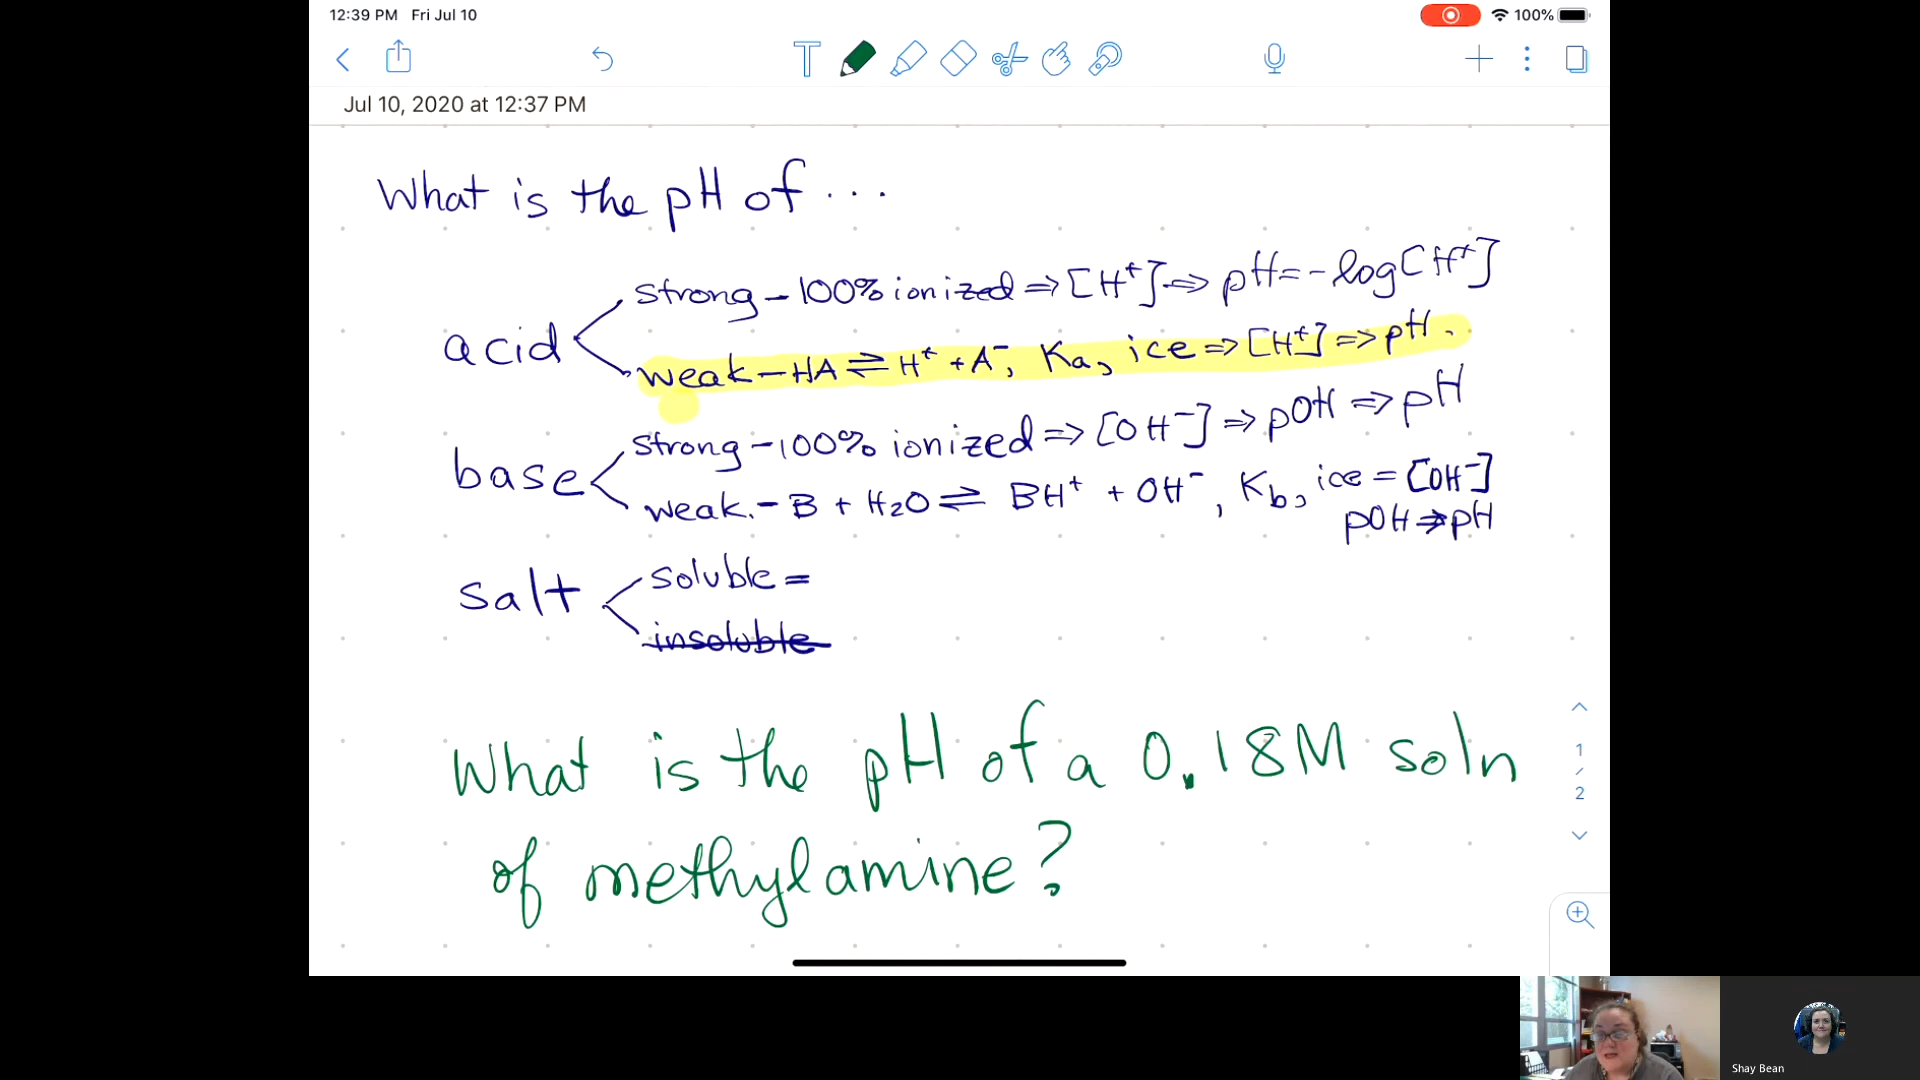 12:39 PM Fri Jul 10
100%
T
Jul 10, 2020 at 12:37 PM
What is the pH of ...
acid
strong - 100% ionized ⇒ [H⁺] ⇒ pH = - log[H⁺]
weak - HA ⇌ H⁺ + A⁻, Ka, ice ⇒ [H⁺] ⇒ pH.
base
strong - 100% ionized ⇒ [OH⁻] ⇒ pOH ⇒ pH
weak. - B + H₂O ⇌ BH⁺ + OH⁻, Kb, ice = [OH⁻]
pOH ⇒ pH
salt
soluble =
insoluble
What is the pH of a 0.18M soln
of methylamine?
1
/
2
Shay Bean